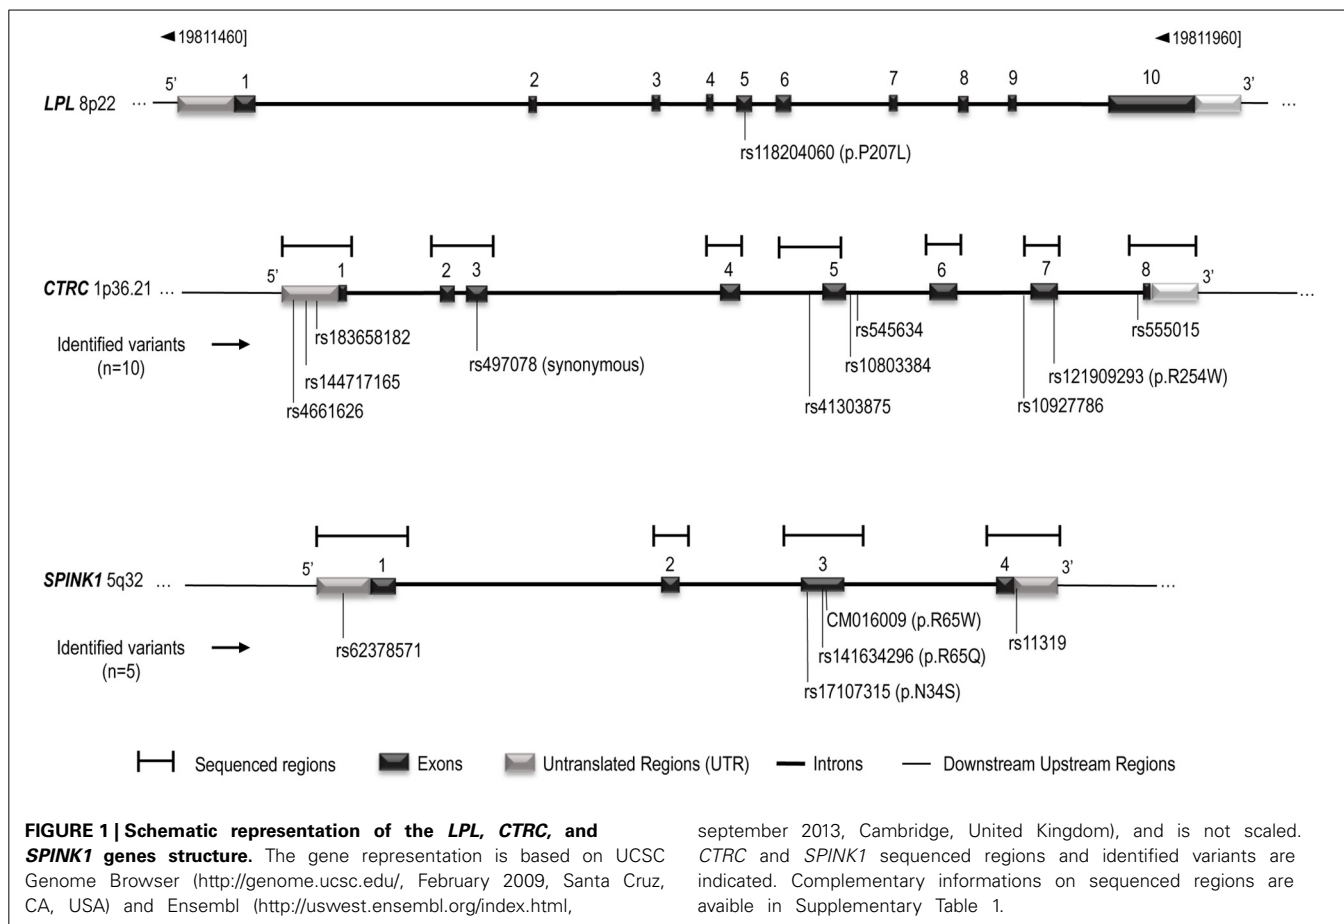 ◄ 19811460] ◄ 19811960]
5’ 1 2 3 4 5 6 7 8 9 10 3’
LPL 8p22 ... ...
rs118204060 (p.P207L)
5’ 1 2 3 4 5 6 7 8 3’
CTRC 1p36.21 ... ...
Identified variants
(n=10)
rs183658182
rs144717165
rs4661626
rs497078 (synonymous)
rs545634
rs10803384
rs41303875
rs555015
rs121909293 (p.R254W)
rs10927786
5’ 1 2 3 4 3’
SPINK1 5q32 ... ...
Identified variants
(n=5)
rs62378571
CM016009 (p.R65W)
rs141634296 (p.R65Q)
rs17107315 (p.N34S)
rs11319
Sequenced regions Exons Untranslated Regions (UTR) Introns Downstream Upstream Regions
FIGURE 1 | Schematic representation of the LPL, CTRC, and
SPINK1 genes structure. The gene representation is based on UCSC
Genome Browser (http://genome.ucsc.edu/, February 2009, Santa Cruz,
CA, USA) and Ensembl (http://uswest.ensembl.org/index.html,
september 2013, Cambridge, United Kingdom), and is not scaled.
CTRC and SPINK1 sequenced regions and identified variants are
indicated. Complementary informations on sequenced regions are
avaible in Supplementary Table 1.